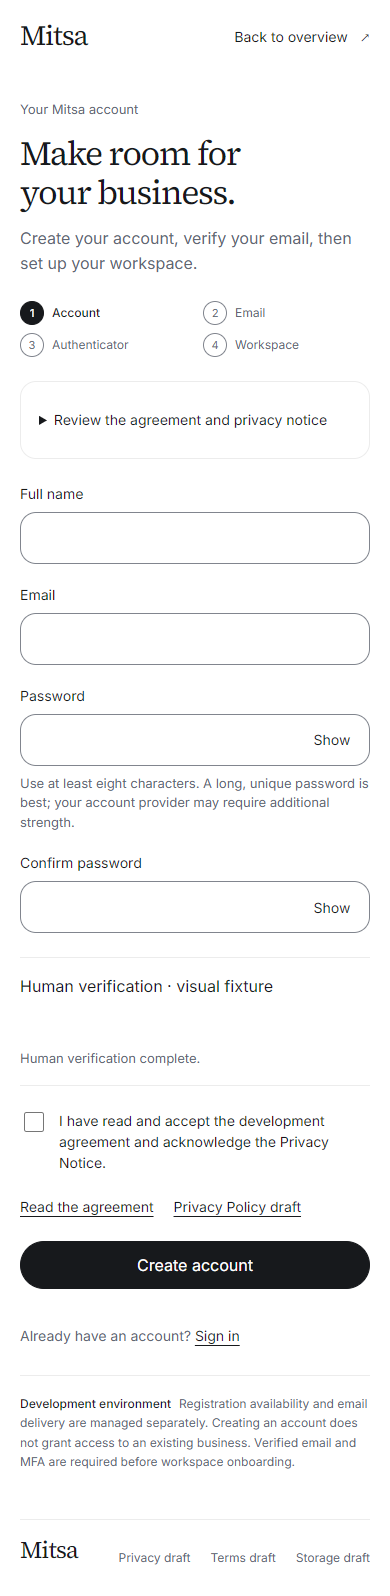 Mitsa
Back to overview ↗
Your Mitsa account
Make room for
your business.
Create your account, verify your email, then
set up your workspace.
1 Account
2 Email
3 Authenticator
4 Workspace
▶ Review the agreement and privacy notice
Full name
Email
Password
Show
Use at least eight characters. A long, unique password is
best; your account provider may require additional
strength.
Confirm password
Show
Human verification · visual fixture
Human verification complete.
I have read and accept the development
agreement and acknowledge the Privacy
Notice.
Read the agreement
Privacy Policy draft
Create account
Already have an account? Sign in
Development environment Registration availability and email
delivery are managed separately. Creating an account does
not grant access to an existing business. Verified email and
MFA are required before workspace onboarding.
Mitsa
Privacy draft
Terms draft
Storage draft